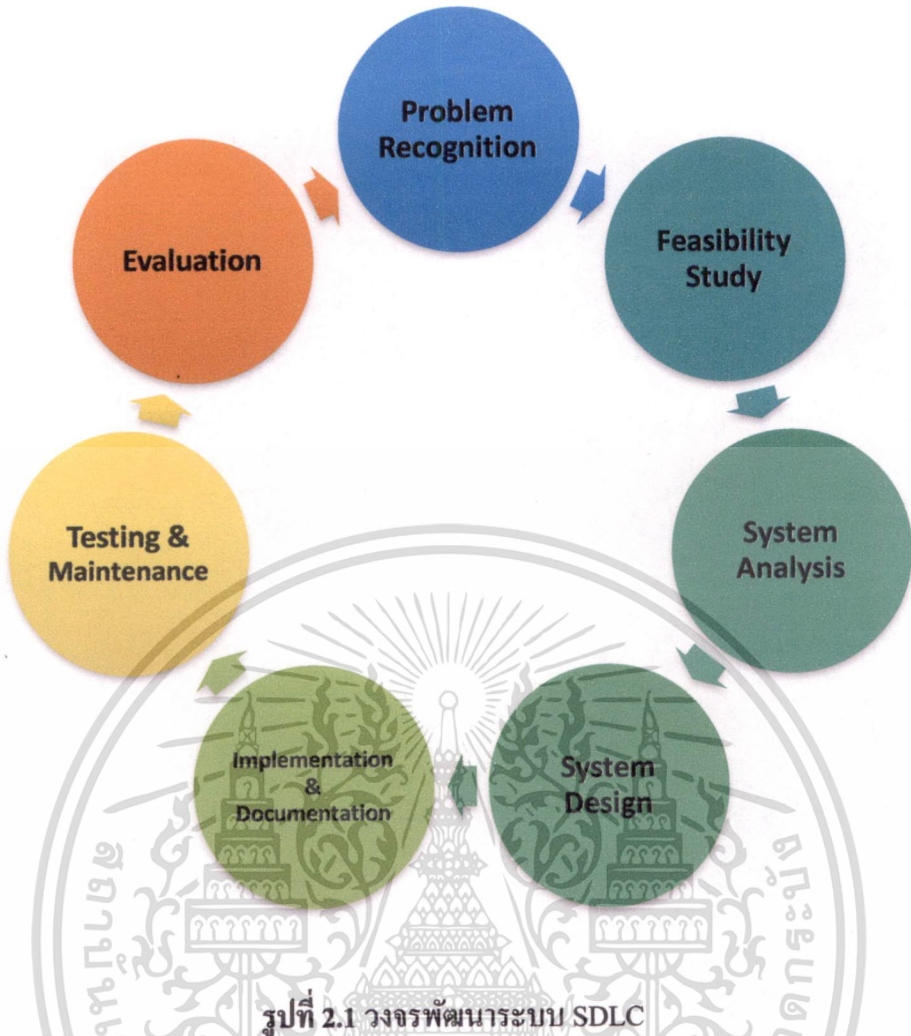 Problem
Recognition
Feasibility
Study
System
Analysis
System
Design
Implementation
&
Documentation
Testing &
Maintenance
Evaluation
รูปที่ 2.1 วงจรพัฒนาระบบ SDLC